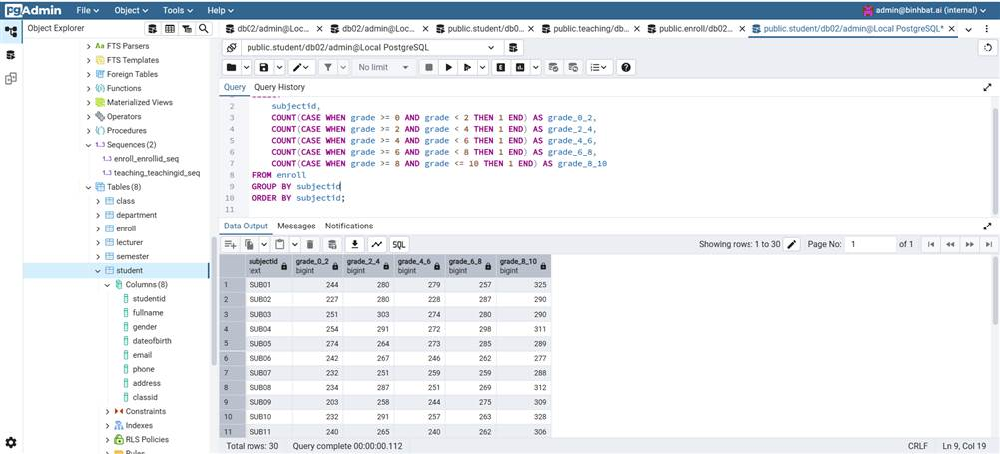 pgAdmin File Object Tools Help admin@binhbat.ai (internal)
Object Explorer
db02/admin@Loc... db02/admin@Loc... public.student/db0... public.teaching/db... public.enroll/db02... public.student/db02/admin@Local PostgreSQL*
public.student/db02/admin@Local PostgreSQL
No limit
Query Query History
FTS Parsers
FTS Templates
Foreign Tables
Functions
Materialized Views
Operators
Procedures
Sequences (2)
enroll_enrollid_seq
teaching_teachingid_seq
Tables (8)
class
department
enroll
lecturer
semester
student
Columns (8)
studentid
fullname
gender
dateofbirth
email
phone
address
classid
Constraints
Indexes
RLS Policies
Rules
2 subjectid,
3 COUNT(CASE WHEN grade >= 0 AND grade < 2 THEN 1 END) AS grade_0_2,
4 COUNT(CASE WHEN grade >= 2 AND grade < 4 THEN 1 END) AS grade_2_4,
5 COUNT(CASE WHEN grade >= 4 AND grade < 6 THEN 1 END) AS grade_4_6,
6 COUNT(CASE WHEN grade >= 6 AND grade < 8 THEN 1 END) AS grade_6_8,
7 COUNT(CASE WHEN grade >= 8 AND grade <= 10 THEN 1 END) AS grade_8_10
8 FROM enroll
9 GROUP BY subjectid
10 ORDER BY subjectid;
11
Data Output Messages Notifications
SQL Showing rows: 1 to 30 Page No: 1 of 1
subjectid grade_0_2 grade_2_4 grade_4_6 grade_6_8 grade_8_10
text bigint bigint bigint bigint bigint
1 SUB01 244 280 279 257 325
2 SUB02 227 280 228 287 290
3 SUB03 251 303 274 280 290
4 SUB04 254 291 272 298 311
5 SUB05 274 264 273 285 289
6 SUB06 242 267 246 262 277
7 SUB07 232 251 259 259 288
8 SUB08 234 287 251 269 312
9 SUB09 203 258 244 275 309
10 SUB10 232 291 257 263 328
11 SUB11 240 265 240 262 306
Total rows: 30 Query complete 00:00:00.112 CRLF Ln 9, Col 19